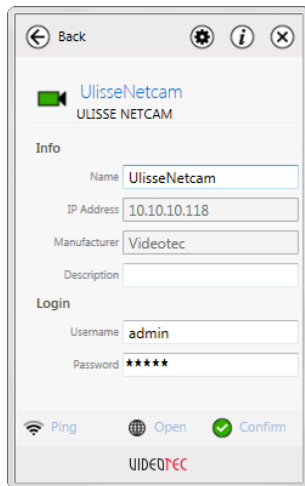 Back
UlisseNetcam
ULISSE NETCAM
Info
Name UlisseNetcam
IP Address 10.10.10.118
Manufacturer Videotec
Description
Login
Username admin
Password *****
Ping Open Confirm
VIDEOTEC